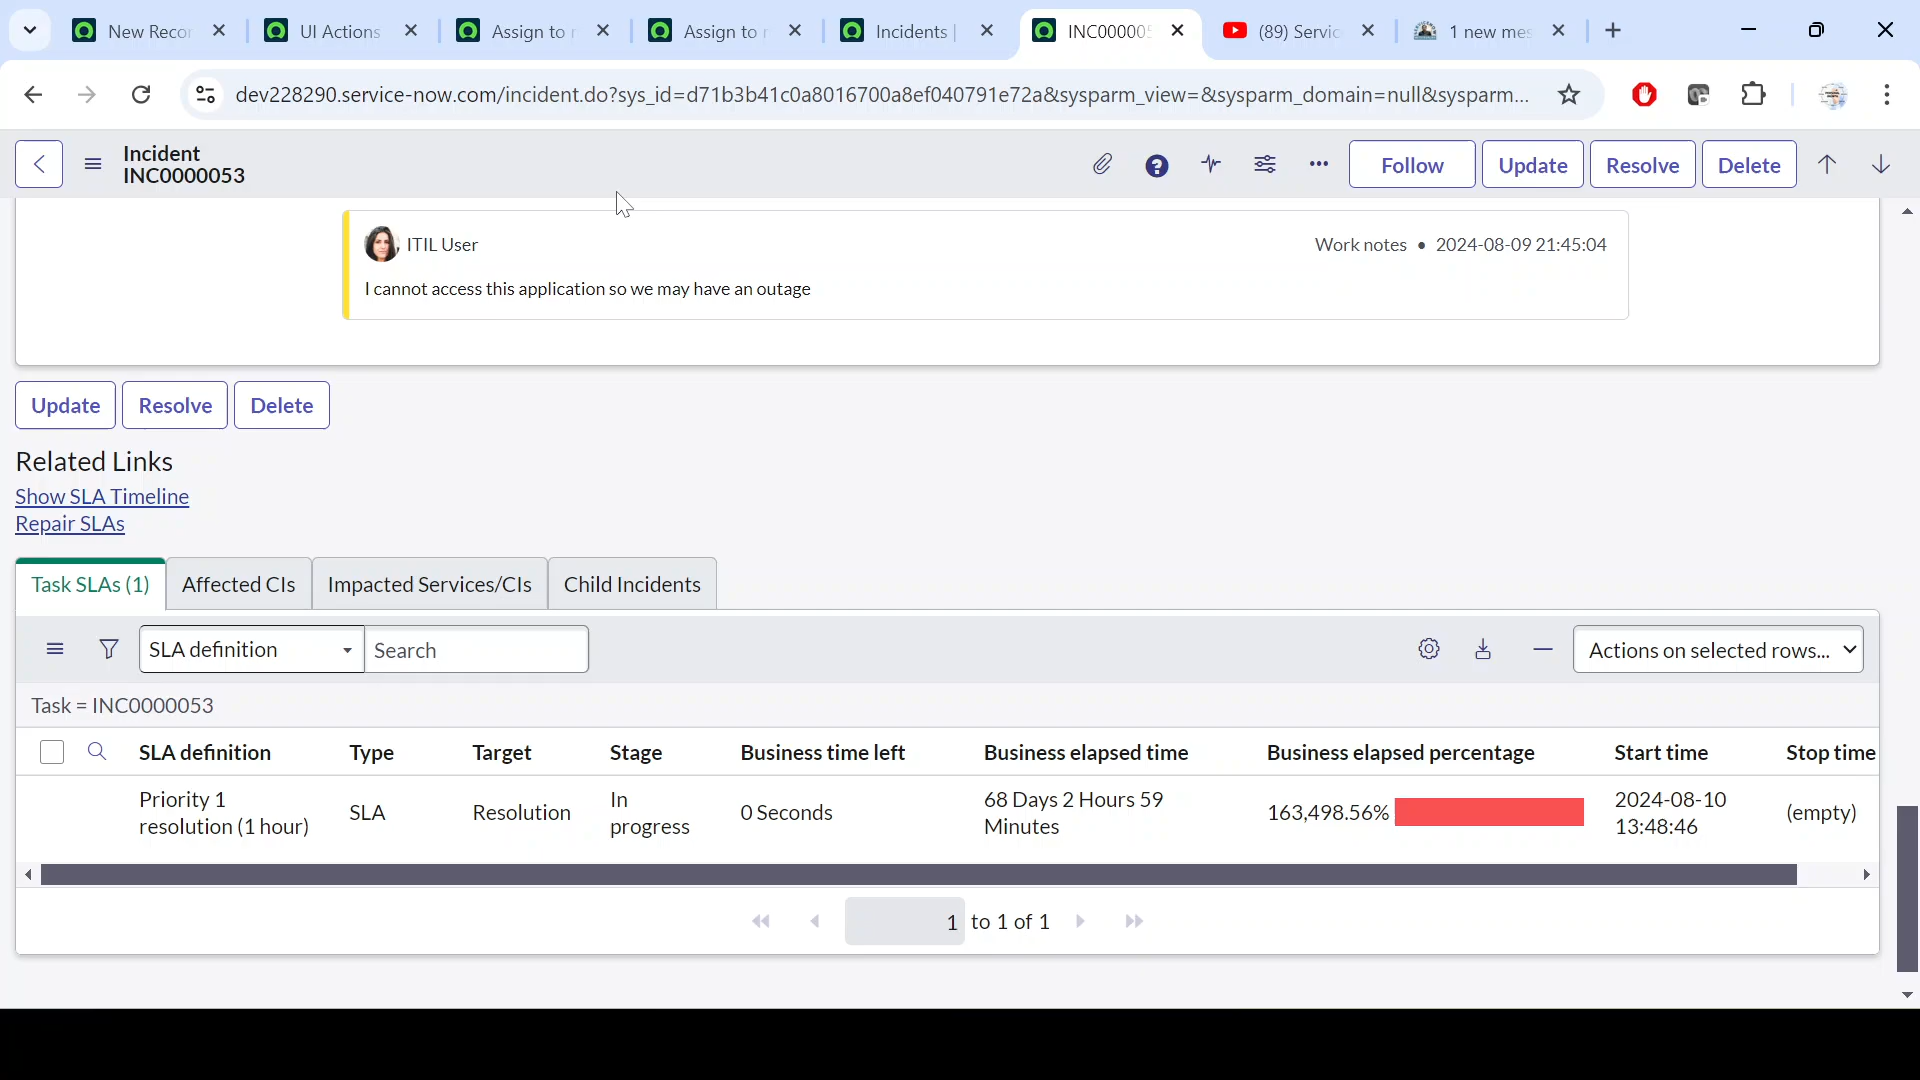 New Recor
UI Actions
Assign to
Assign to
Incidents |
INC000005
(89) Servic
1 new mes
dev228290.service-now.com/incident.do?sys_id=d71b3b41c0a8016700a8ef040791e72a&sysparm_view=&sysparm_domain=null&sysparm...
Incident
INC0000053
Follow
Update
Resolve
Delete
ITIL User
Work notes • 2024-08-09 21:45:04
I cannot access this application so we may have an outage
Update
Resolve
Delete
Related Links
Show SLA Timeline
Repair SLAs
Task SLAs (1)
Affected CIs
Impacted Services/CIs
Child Incidents
SLA definition
Search
Actions on selected rows...
Task = INC0000053
SLA definition Type Target Stage Business time left Business elapsed time Business elapsed percentage Start time Stop time
Priority 1
resolution (1 hour)
SLA
Resolution
In
progress
0 Seconds
68 Days 2 Hours 59
Minutes
163,498.56%
2024-08-10
13:48:46
(empty)
1 to 1 of 1